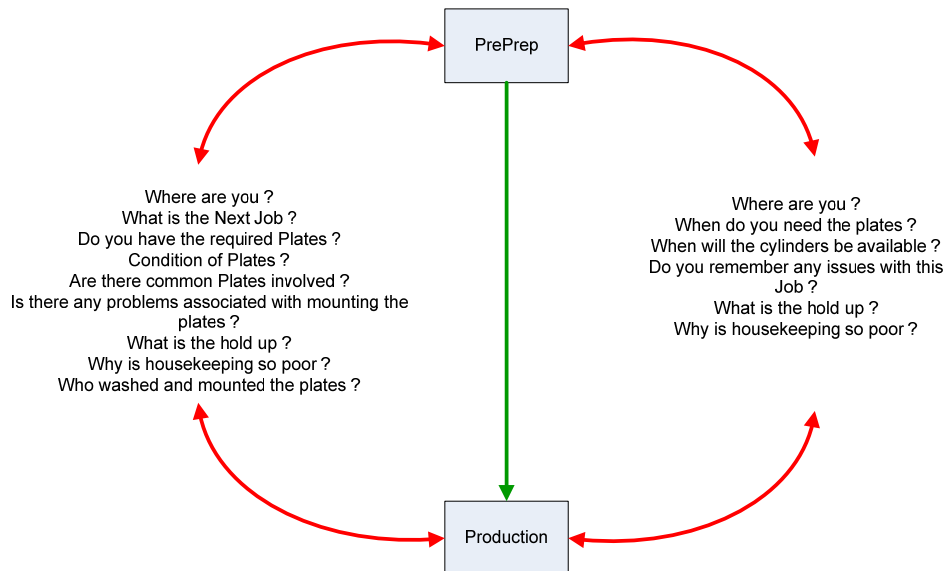 PrePrep
Where are you ?
What is the Next Job ?
Do you have the required Plates ?
Condition of Plates ?
Are there common Plates involved ?
Is there any problems associated with mounting the
plates ?
What is the hold up ?
Why is housekeeping so poor ?
Who washed and mounted the plates ?
Where are you ?
When do you need the plates ?
When will the cylinders be available ?
Do you remember any issues with this
Job ?
What is the hold up ?
Why is housekeeping so poor ?
Production